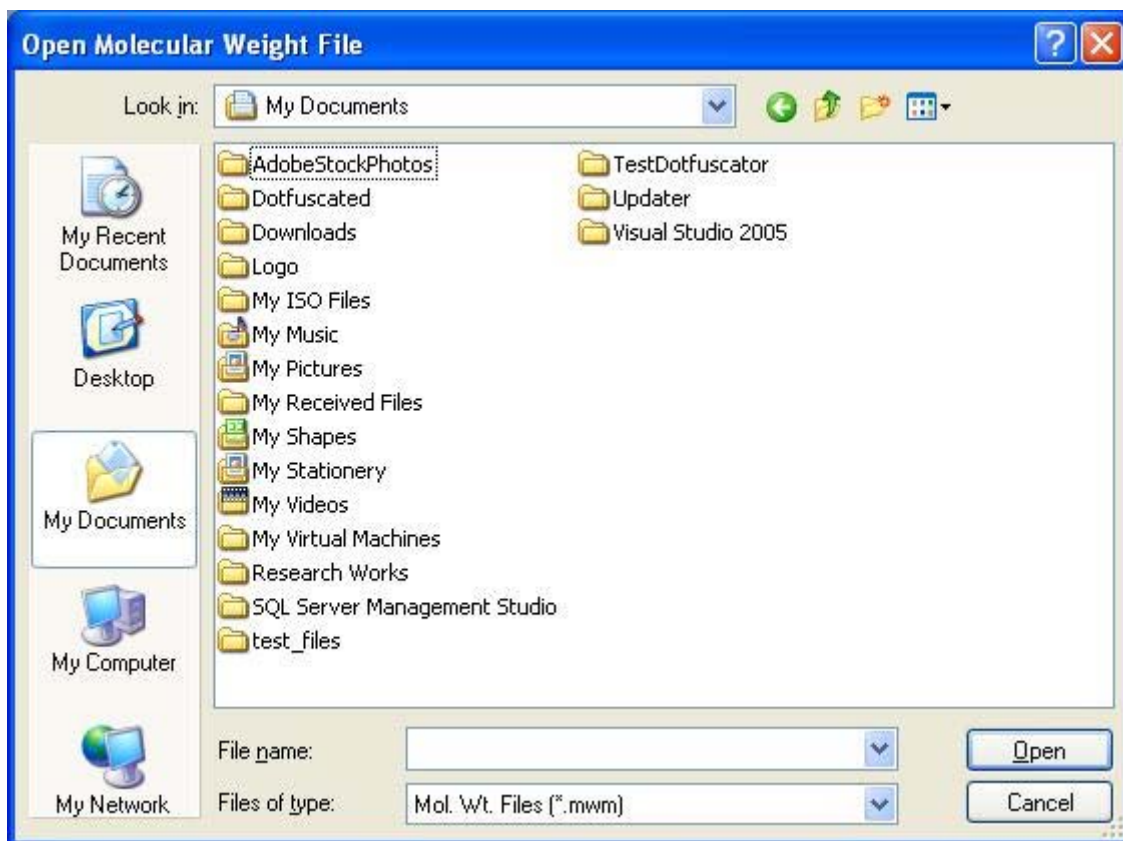 Open Molecular Weight File
Look in:
My Documents
My Recent
Documents
Desktop
My Documents
My Computer
My Network
AdobeStockPhotos
Dotfuscated
Downloads
Logo
My ISO Files
My Music
My Pictures
My Received Files
My Shapes
My Stationery
My Videos
My Virtual Machines
Research Works
SQL Server Management Studio
test_files
TestDotfuscator
Updater
Visual Studio 2005
File name:
Open
Files of type:
Mol. Wt. Files (*.mwm)
Cancel